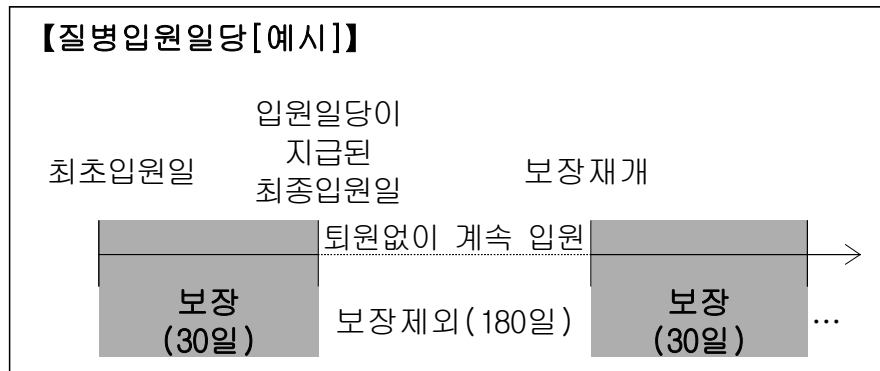 【질병입원일당[예시]】
최초입원일
입원일당이
지급된
최종입원일
보장재개
퇴원없이 계속 입원
보장
(30일)
보장제외(180일)
보장
(30일)
…